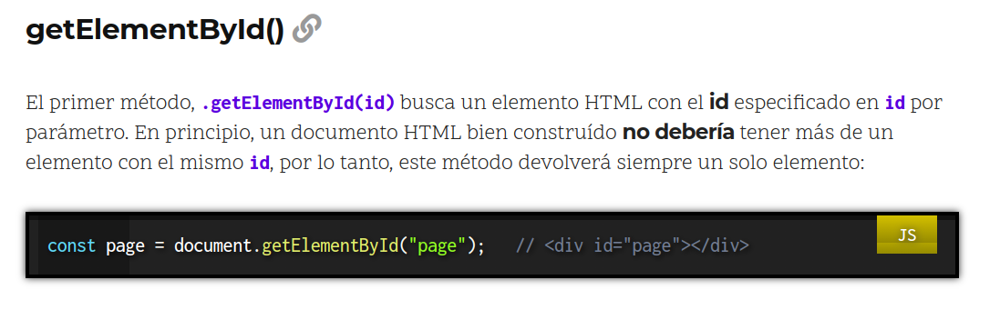 getElementById()
El primer método, .getElementById(id) busca un elemento HTML con el id especificado en id por
parámetro. En principio, un documento HTML bien construído no debería tener más de un
elemento con el mismo id, por lo tanto, este método devolverá siempre un solo elemento:
JS
const page = document.getElementById("page");   // <div id="page"></div>